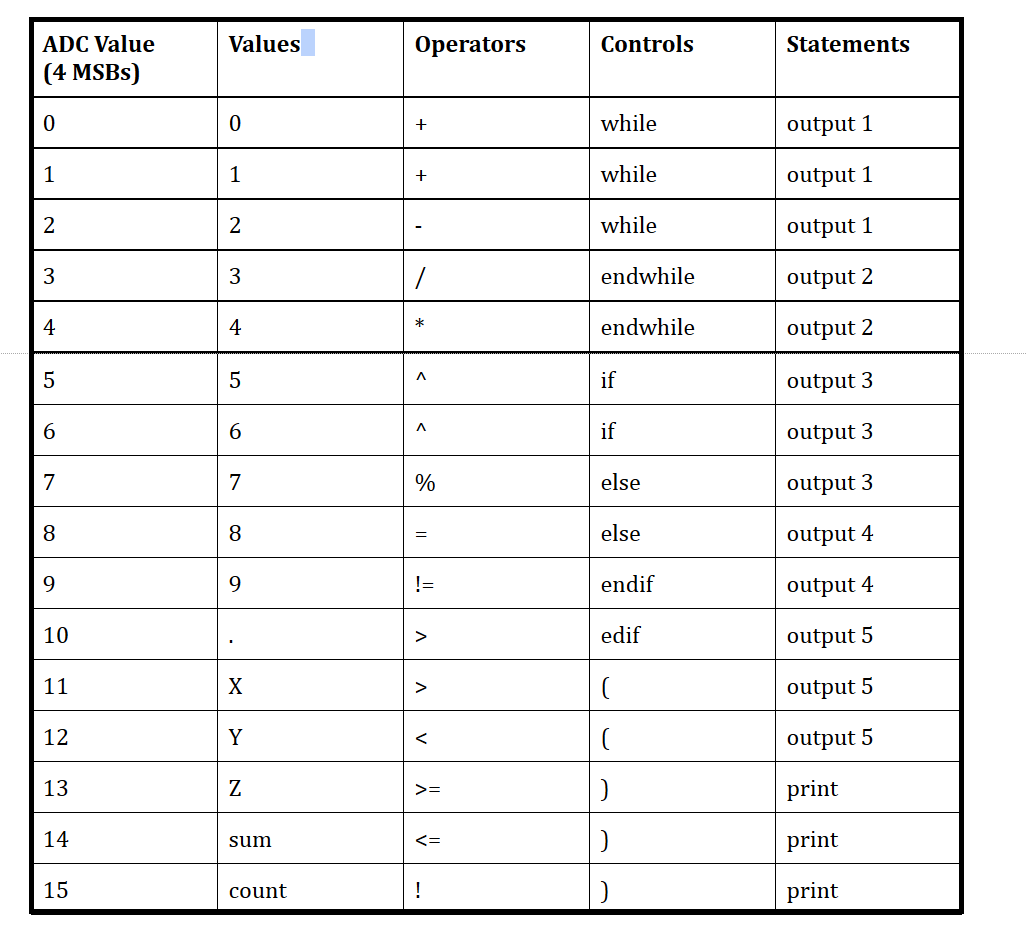 ADC Value (4 MSBs) Values Operators Controls Statements
0 0 + while output 1
1 1 + while output 1
2 2 - while output 1
3 3 / endwhile output 2
4 4 * endwhile output 2
5 5 ^ if output 3
6 6 ^ if output 3
7 7 % else output 3
8 8 = else output 4
9 9 != endif output 4
10 . > edif output 5
11 X > ( output 5
12 Y < ( output 5
13 Z >= ) print
14 sum <= ) print
15 count ! ) print